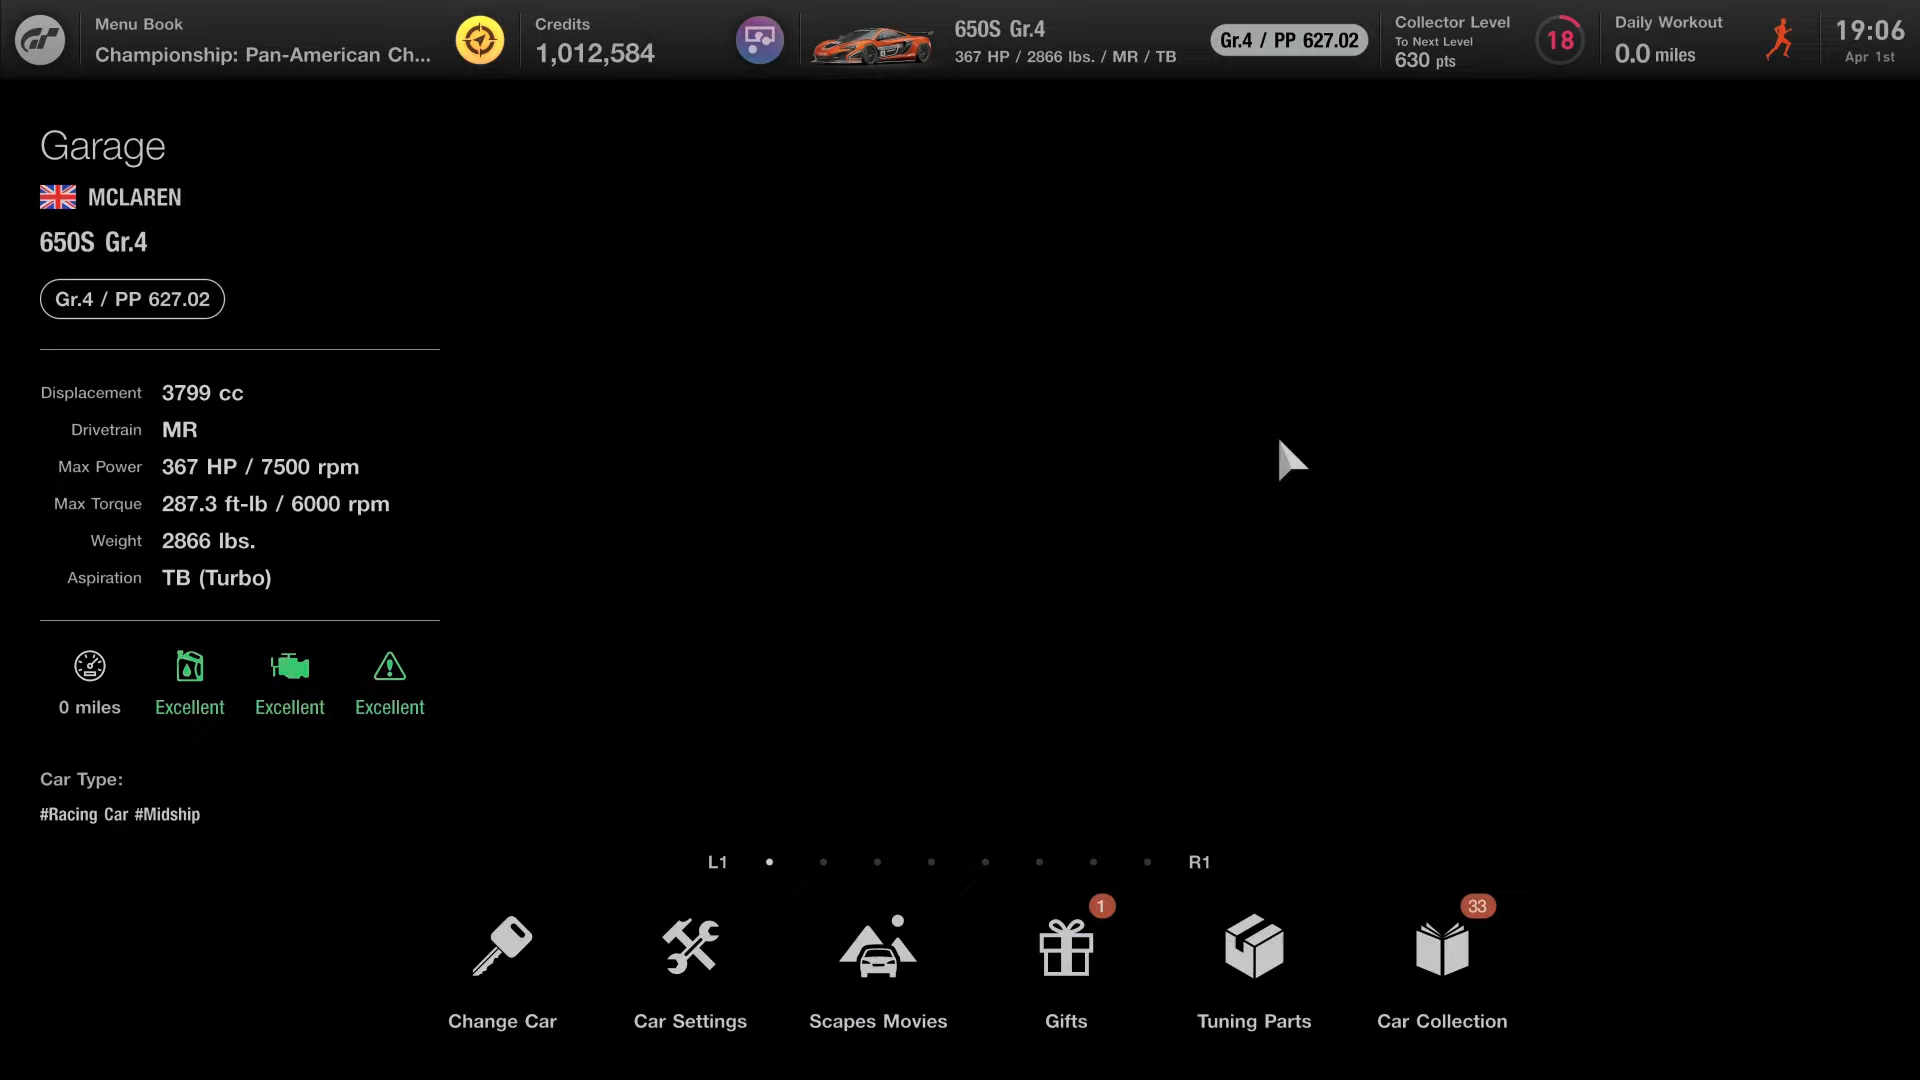 Menu Book
Championship: Pan-American Ch...
Credits
1,012,584
650S Gr.4
367 HP / 2866 lbs. / MR / TB
Gr.4 / PP 627.02
Collector Level
To Next Level
630 pts
18
Daily Workout
0.0 miles
19:06
Apr 1st
Garage
MCLAREN
650S Gr.4
Gr.4 / PP 627.02
Displacement 3799 cc
Drivetrain MR
Max Power 367 HP / 7500 rpm
Max Torque 287.3 ft-lb / 6000 rpm
Weight 2866 lbs.
Aspiration TB (Turbo)
0 miles Excellent Excellent Excellent
Car Type:
#Racing Car #Midship
L1 R1
1 33
Change Car Car Settings Scapes Movies Gifts Tuning Parts Car Collection